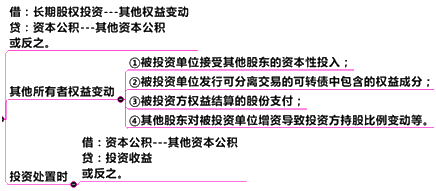 借：长期股权投资---其他权益变动
贷：资本公积---其他资本公积
或反之。
其他所有者权益变动
①被投资单位接受其他股东的资本性投入；
②被投资单位发行可分离交易的可转债中包含的权益成分；
③被投资方权益结算的股份支付；
④其他股东对被投资单位增资导致投资方持股比例变动等。
投资处置时
借：资本公积---其他资本公积
贷：投资收益
或反之。